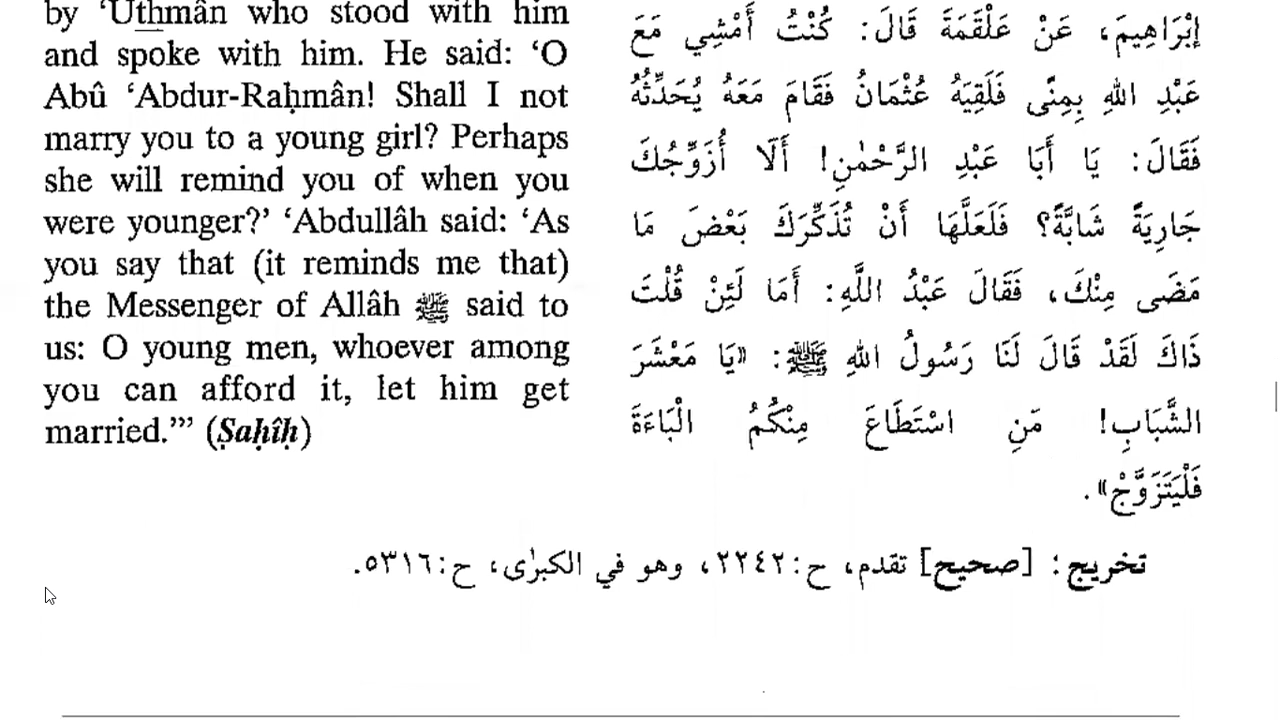 by ‘Uthmân who stood with him
and spoke with him. He said: ‘O
Abû ‘Abdur-Raḥmân! Shall I not
marry you to a young girl? Perhaps
she will remind you of when you
were younger?’ ‘Abdullâh said: ‘As
you say that (it reminds me that)
the Messenger of Allâh ﷺ said to
us: O young men, whoever among
you can afford it, let him get
married.’” (Ṣaḥîḥ)
إِبْرَاهِيمَ، عَنْ عَلْقَمَةَ قَالَ: كُنْتُ أَمْشِي مَعَ
عَبْدِ اللهِ بِمِنًى فَلَقِيَهُ عُثْمَانُ فَقَامَ مَعَهُ يُحَدِّثُهُ
فَقَالَ: يَا أَبَا عَبْدِ الرَّحْمٰنِ! أَلَا أُزَوِّجُكَ
جَارِيَةً شَابَّةً؟ فَلَعَلَّهَا أَنْ تُذَكِّرَكَ بَعْضَ مَا
مَضَى مِنْكَ، فَقَالَ عَبْدُ اللَّهِ: أَمَا لَئِنْ قُلْتَ
ذَاكَ لَقَدْ قَالَ لَنَا رَسُولُ اللهِ ﷺ: «يَا مَعْشَرَ
الشَّبَابِ! مَنِ اسْتَطَاعَ مِنْكُمُ الْبَاءَةَ
فَلْيَتَزَوَّجْ».
تخريج: [صحيح] تقدم، ح:٢٢٤٢، وهو في الكبرٰى، ح:٥٣١٦.